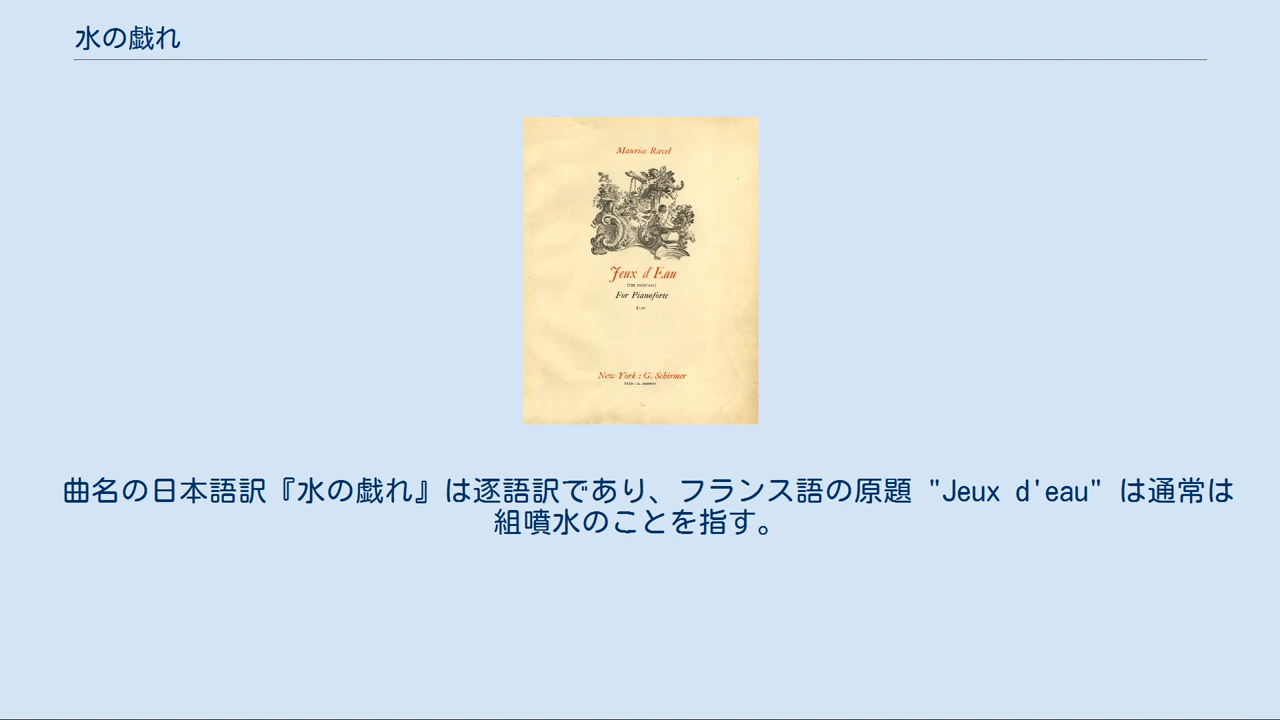 水の戯れ
Maurice Ravel
Jeux d'Eau
For Pianoforte
New York : G. Schirmer
曲名の日本語訳『水の戯れ』は逐語訳であり、フランス語の原題 "Jeux d'eau" は通常は
組噴水のことを指す。